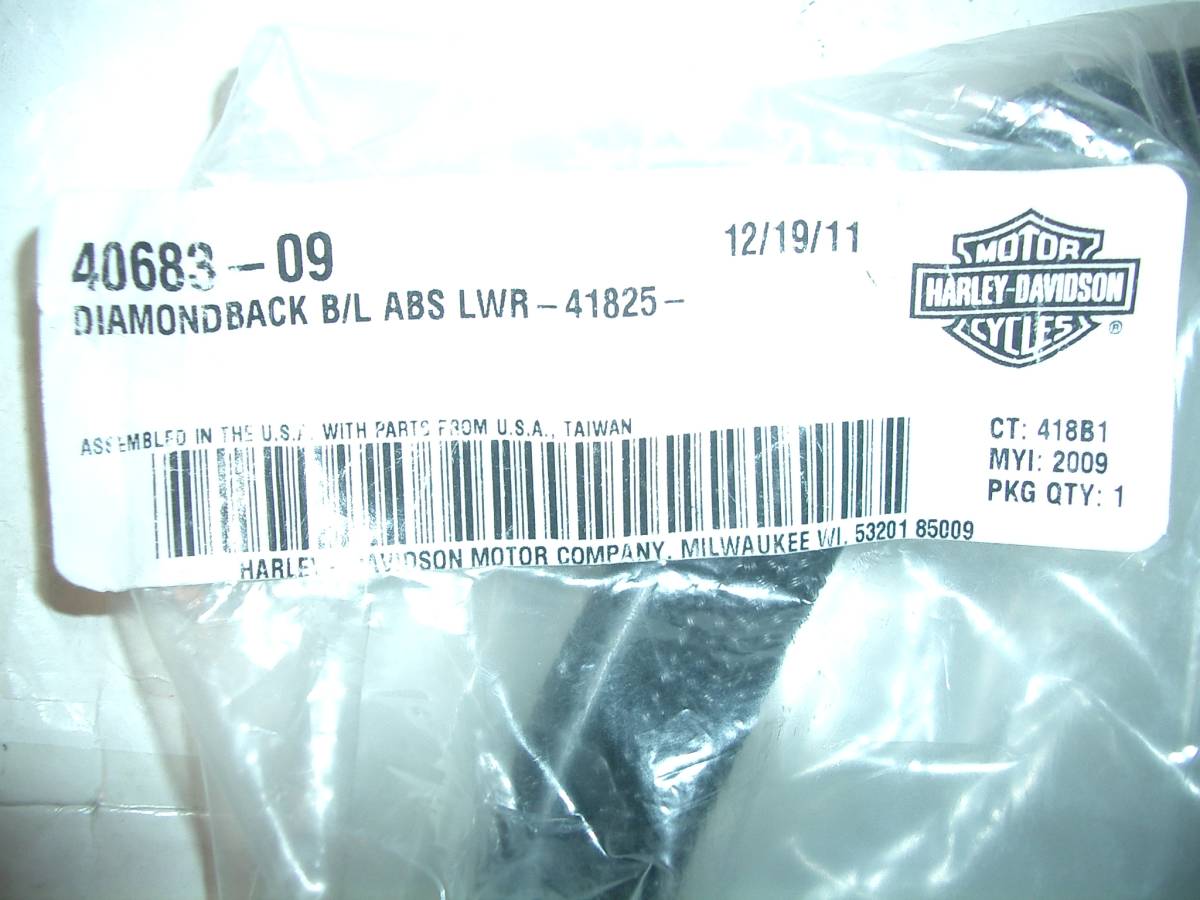 40683-09
12/19/11
DIAMONDBACK B/L ABS LWR-41825-
MOTOR
HARLEY-DAVIDSON
CYCLES
®
ASSEMBLED IN THE U.S.A. WITH PARTS FROM U.S.A., TAIWAN
CT: 418B1
MYI: 2009
PKG QTY: 1
HARLEY-DAVIDSON MOTOR COMPANY, MILWAUKEE WI, 53201 85009